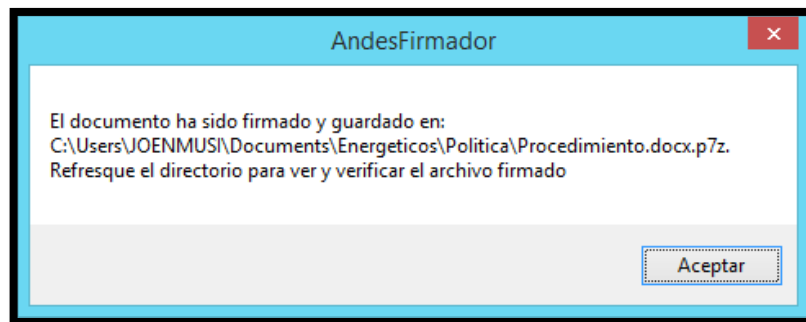 AndesFirmador
El documento ha sido firmado y guardado en:
C:\Users\JOENMUSI\Documents\Energeticos\Politica\Procedimiento.docx.p7z.
Refresque el directorio para ver y verificar el archivo firmado
Aceptar